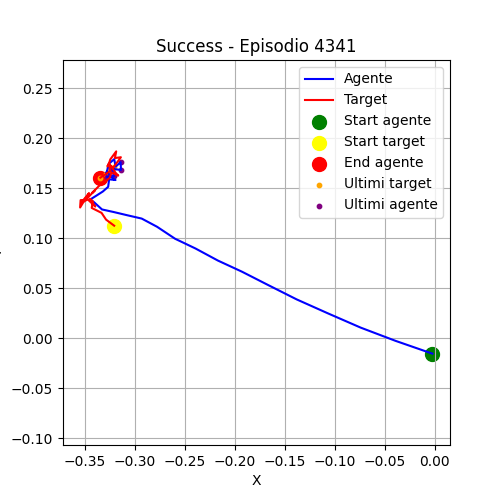 Success - Episodio 4341
Agente
Target
Start agente
Start target
End agente
Ultimi target
Ultimi agente
0.25
0.20
0.15
0.10
0.05
0.00
−0.05
−0.10
−0.35 −0.30 −0.25 −0.20 −0.15 −0.10 −0.05 0.00
X